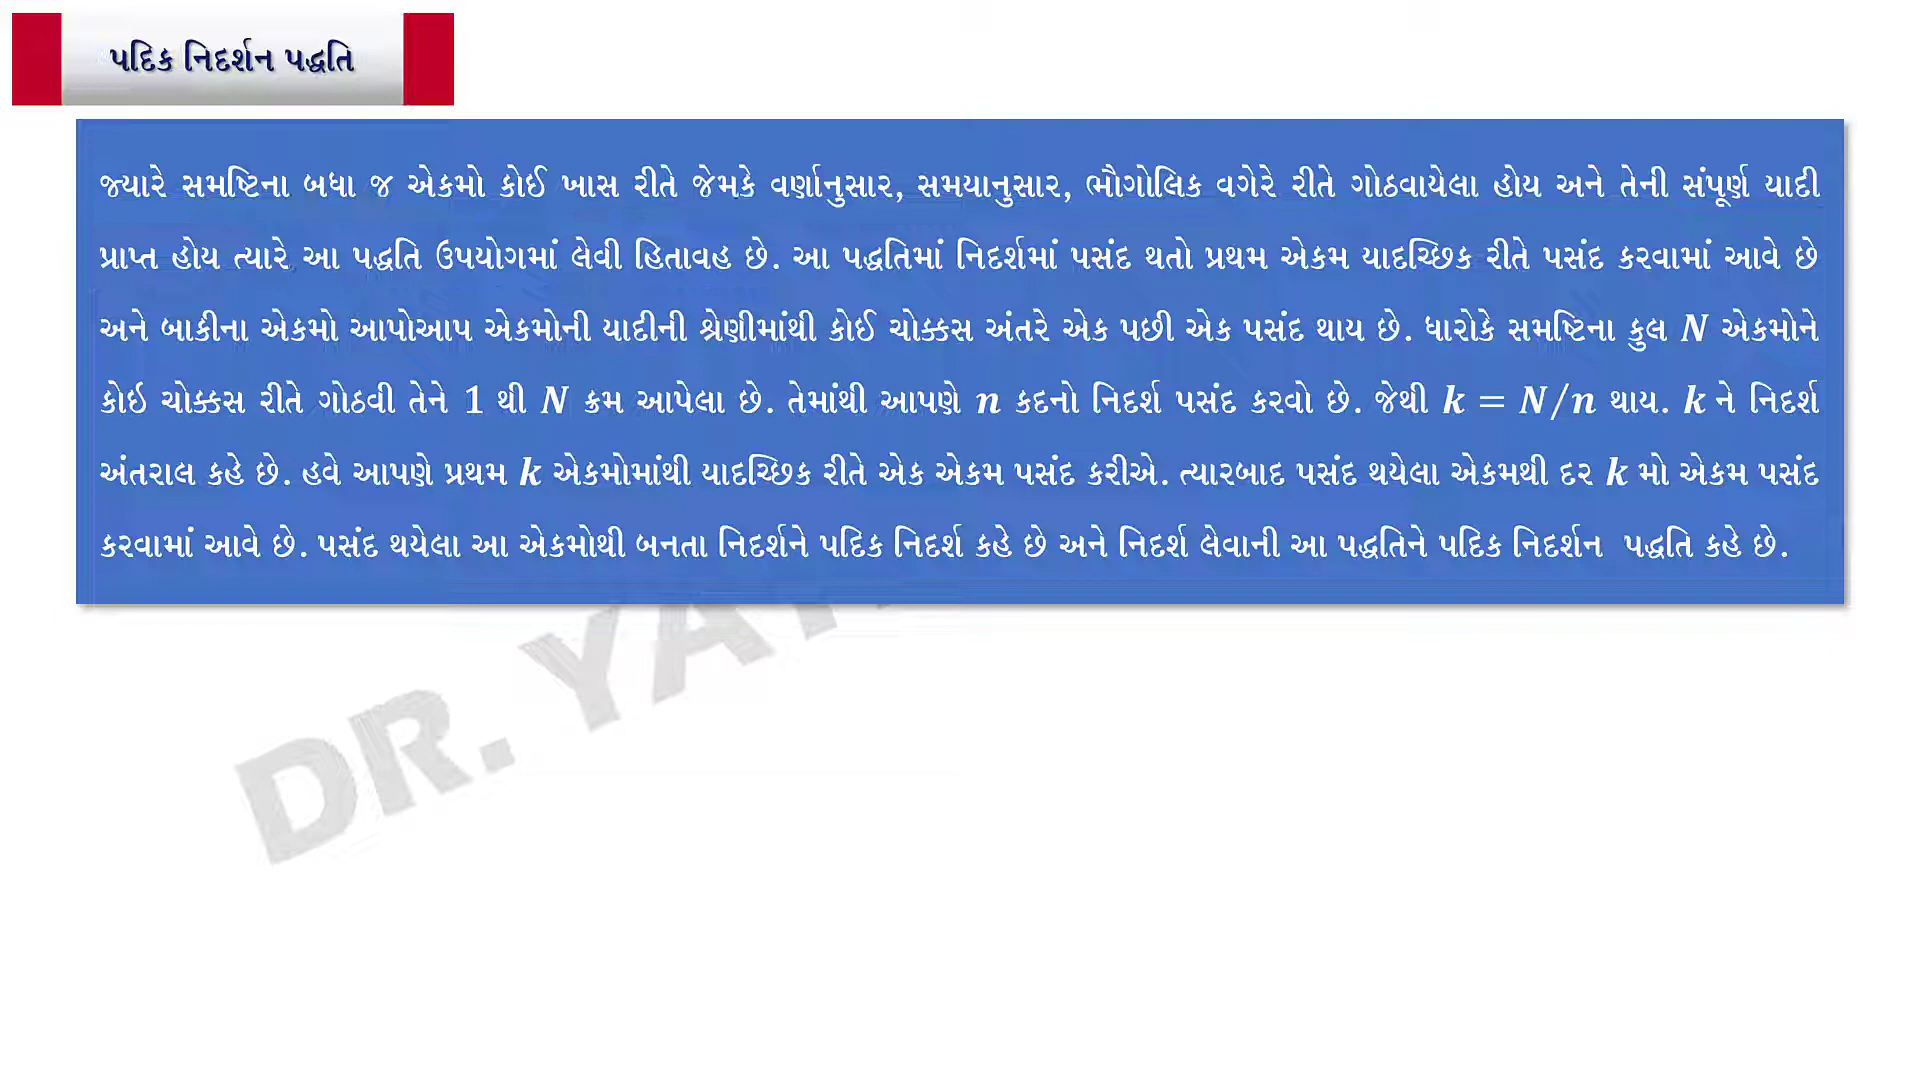 પદિક નિદર્શન પદ્ધતિ
જ્યારે સમષ્ટિના બધા જ એકમો કોઈ ખાસ રીતે જેમકે વર્ણાનુસાર, સમયાનુસાર, ભૌગોલિક વગેરે રીતે ગોઠવાયેલા હોય અને તેની સંપૂર્ણ યાદી
પ્રાપ્ત હોય ત્યારે આ પદ્ધતિ ઉપયોગમાં લેવી હિતાવહ છે. આ પદ્ધતિમાં નિદર્શમાં પસંદ થતો પ્રથમ એકમ યાદચ્છિક રીતે પસંદ કરવામાં આવે છે
અને બાકીના એકમો આપોઆપ એકમોની યાદીની શ્રેણીમાંથી કોઈ ચોક્કસ અંતરે એક પછી એક પસંદ થાય છે. ધારોકે સમષ્ટિના કુલ N એકમોને
કોઇ ચોક્કસ રીતે ગોઠવી તેને 1 થી N ક્રમ આપેલા છે. તેમાંથી આપણે n કદનો નિદર્શ પસંદ કરવો છે. જેથી k = N/n થાય. k ને નિદર્શ
અંતરાલ કહે છે. હવે આપણે પ્રથમ k એકમોમાંથી યાદચ્છિક રીતે એક એકમ પસંદ કરીએ. ત્યારબાદ પસંદ થયેલા એકમથી દર k મો એકમ પસંદ
કરવામાં આવે છે. પસંદ થયેલા આ એકમોથી બનતા નિદર્શને પદિક નિદર્શ કહે છે અને નિદર્શ લેવાની આ પદ્ધતિને પદિક નિદર્શન પદ્ધતિ કહે છે.
DR.